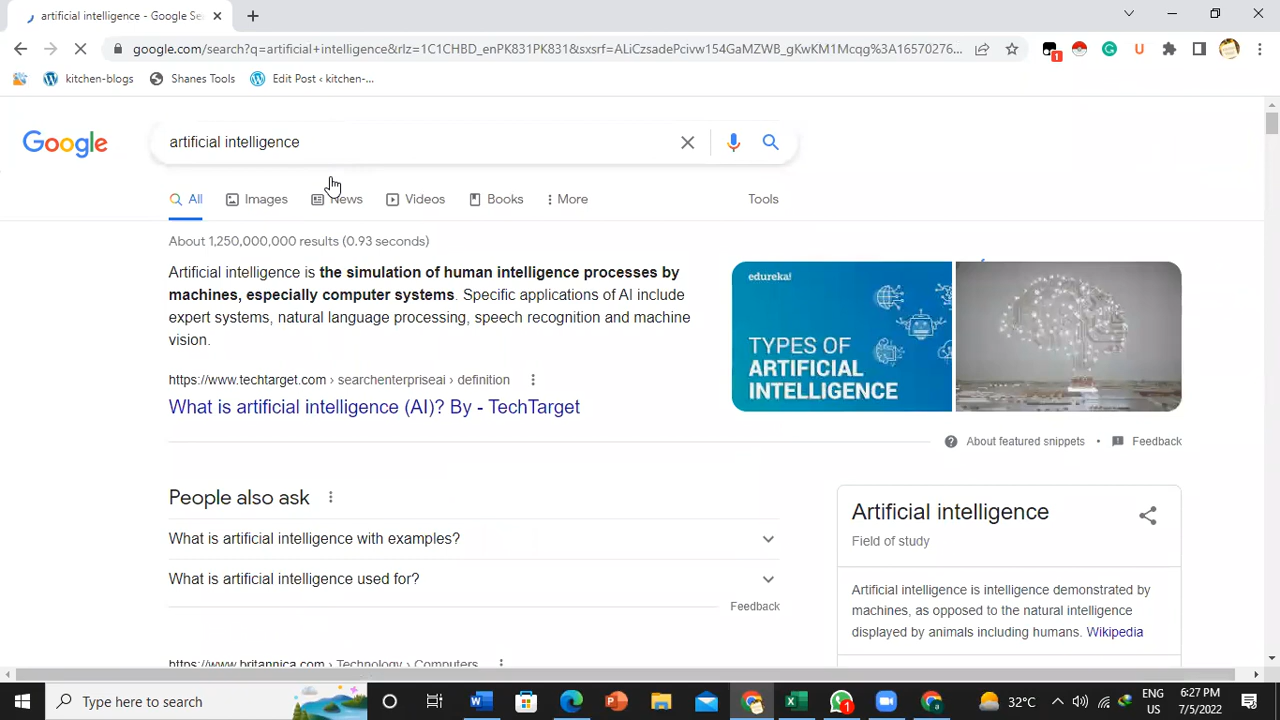 artificial intelligence - Google Se
google.com/search?q=artificial+intelligence&rlz=1C1CHBD_enPK831PK831&sxsrf=ALiCzsadePcivw154GaMZWB_gKwKM1Mcqg%3A16570276...
1
U
kitchen-blogs
Shanes Tools
Edit Post ‹ kitchen-...
Google
artificial intelligence
All
Images
News
Videos
Books
More
Tools
About 1,250,000,000 results (0.93 seconds)
Artificial intelligence is the simulation of human intelligence processes by
machines, especially computer systems. Specific applications of AI include
expert systems, natural language processing, speech recognition and machine
vision.
edureka!
TYPES OF
ARTIFICIAL
INTELLIGENCE
https://www.techtarget.com › searchenterpriseai › definition
What is artificial intelligence (AI)? By - TechTarget
About featured snippets • Feedback
People also ask
What is artificial intelligence with examples?
What is artificial intelligence used for?
Feedback
Artificial intelligence
Field of study
Artificial intelligence is intelligence demonstrated by
machines, as opposed to the natural intelligence
displayed by animals including humans. Wikipedia
https://www.britannica.com › Technology › Computers
Type here to search
1
32°C
ENG
US
6:27 PM
7/5/2022